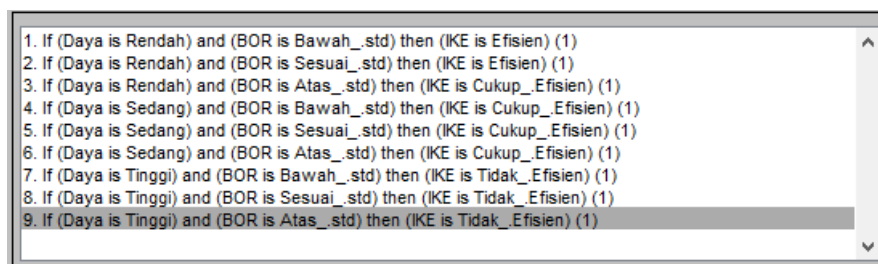 1. If (Daya is Rendah) and (BOR is Bawah_.std) then (IKE is Efisien) (1)
2. If (Daya is Rendah) and (BOR is Sesuai_.std) then (IKE is Efisien) (1)
3. If (Daya is Rendah) and (BOR is Atas_.std) then (IKE is Cukup_.Efisien) (1)
4. If (Daya is Sedang) and (BOR is Bawah_.std) then (IKE is Cukup_.Efisien) (1)
5. If (Daya is Sedang) and (BOR is Sesuai_.std) then (IKE is Cukup_.Efisien) (1)
6. If (Daya is Sedang) and (BOR is Atas_.std) then (IKE is Cukup_.Efisien) (1)
7. If (Daya is Tinggi) and (BOR is Bawah_.std) then (IKE is Tidak_.Efisien) (1)
8. If (Daya is Tinggi) and (BOR is Sesuai_.std) then (IKE is Tidak_.Efisien) (1)
9. If (Daya is Tinggi) and (BOR is Atas_.std) then (IKE is Tidak_.Efisien) (1)